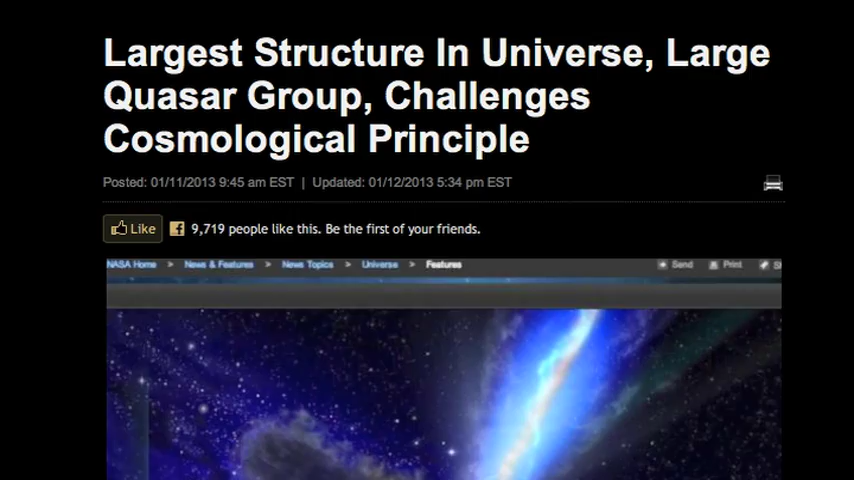 Largest Structure In Universe, Large
Quasar Group, Challenges
Cosmological Principle
Posted: 01/11/2013 9:45 am EST | Updated: 01/12/2013 5:34 pm EST
Like 9,719 people like this. Be the first of your friends.
NASA Home > News & Features > News Topics > Universe > Features Send Print